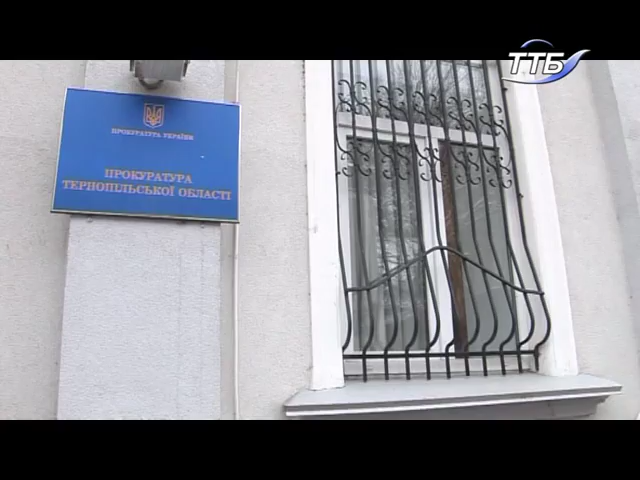 ТТБ
ПРОКУРАТУРА УКРАЇНИ
ПРОКУРАТУРА
ТЕРНОПІЛЬСЬКОЇ ОБЛАСТІ